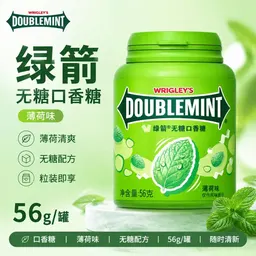 WRIGLEY'S
DOUBLEMINT
绿箭
无糖口香糖
薄荷味
薄荷清爽
无糖配方
粒装即享
56g/罐
WRIGLEY'S
DOUBLEMINT
绿箭®无糖口香糖
薄荷味
净含量:56克
口香糖
薄荷味
无糖配方
56g/罐
随时清新